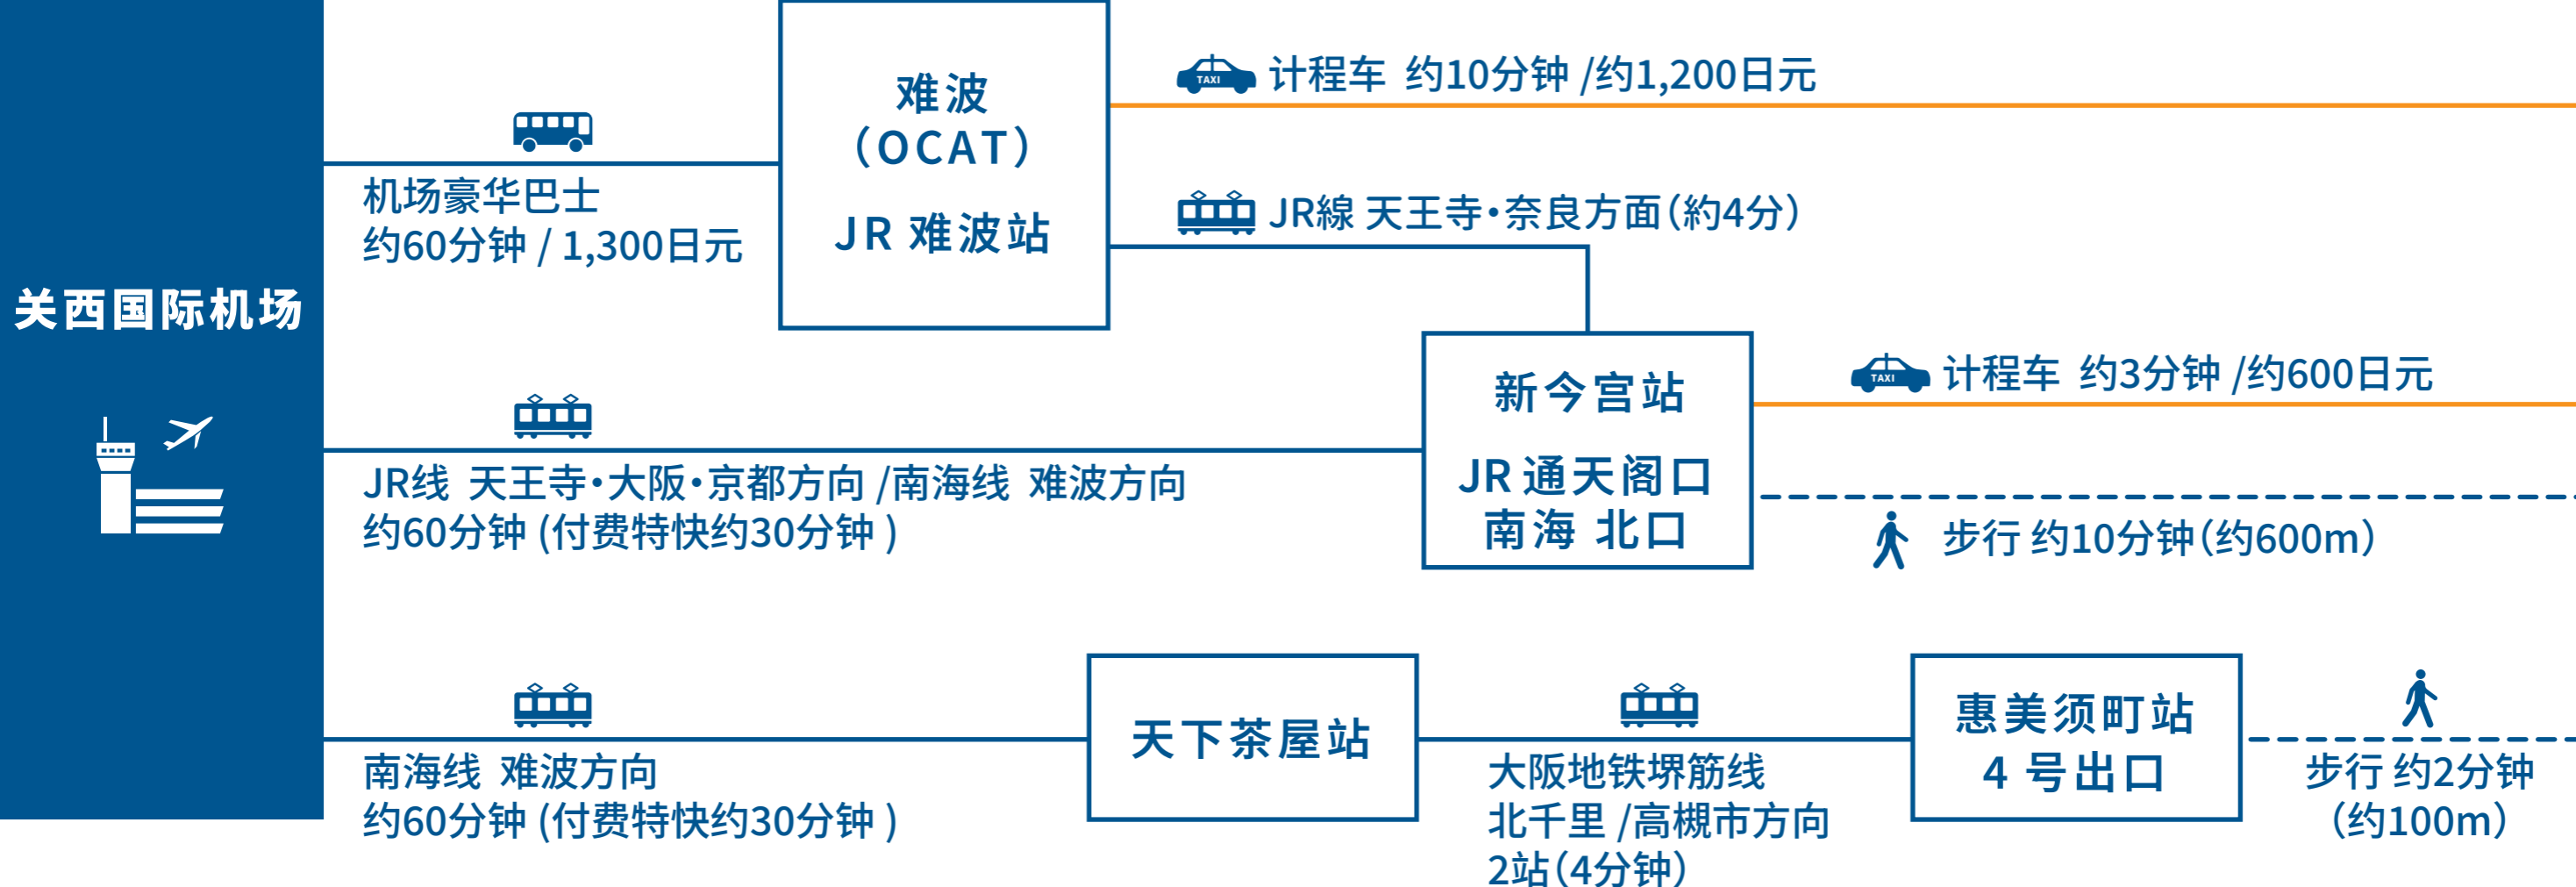 关西国际机场
机场豪华巴士
约60分钟 / 1,300日元
难波
（OCAT）
JR 难波站
TAXI
计程车 约10分钟 /约1,200日元
JR線 天王寺・奈良方面（約4分）
JR线 天王寺・大阪・京都方向 /南海线 难波方向
约60分钟 (付费特快约30分钟 )
新今宫站
JR 通天阁口
南海 北口
TAXI
计程车 约3分钟 /约600日元
步行 约10分钟（约600m）
南海线 难波方向
约60分钟 (付费特快约30分钟 )
天下茶屋站
大阪地铁堺筋线
北千里 /高槻市方向
2站（4分钟）
惠美须町站
4 号出口
步行 约2分钟
（约100m）